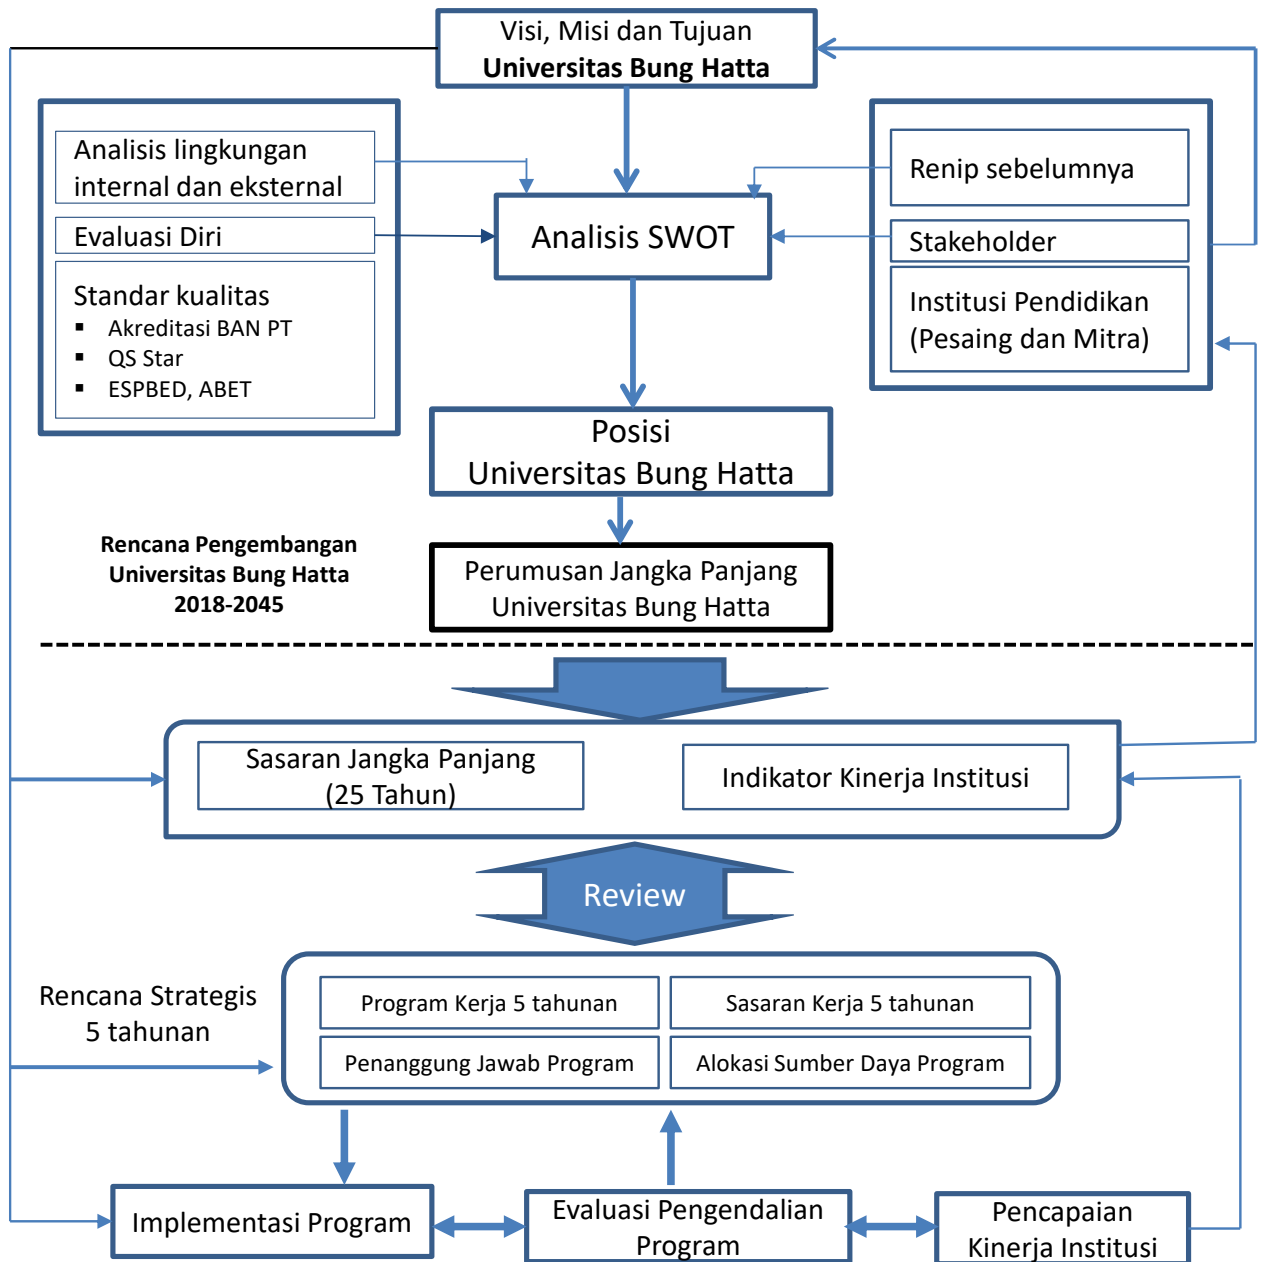 Visi, Misi dan Tujuan
Universitas Bung Hatta
Analisis lingkungan
internal dan eksternal
Evaluasi Diri
Standar kualitas
▪ Akreditasi BAN PT
▪ QS Star
▪ ESPBED, ABET
Analisis SWOT
Renip sebelumnya
Stakeholder
Institusi Pendidikan
(Pesaing dan Mitra)
Posisi
Universitas Bung Hatta
Rencana Pengembangan
Universitas Bung Hatta
2018-2045
Perumusan Jangka Panjang
Universitas Bung Hatta
Sasaran Jangka Panjang
(25 Tahun)
Indikator Kinerja Institusi
Review
Rencana Strategis
5 tahunan
Program Kerja 5 tahunan
Sasaran Kerja 5 tahunan
Penanggung Jawab Program
Alokasi Sumber Daya Program
Implementasi Program
Evaluasi Pengendalian
Program
Pencapaian
Kinerja Institusi